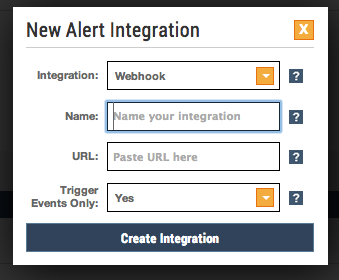 New Alert Integration X
Integration: Webhook ?
Name: Name your integration ?
URL: Paste URL here ?
Trigger
Events Only: Yes ?
Create Integration